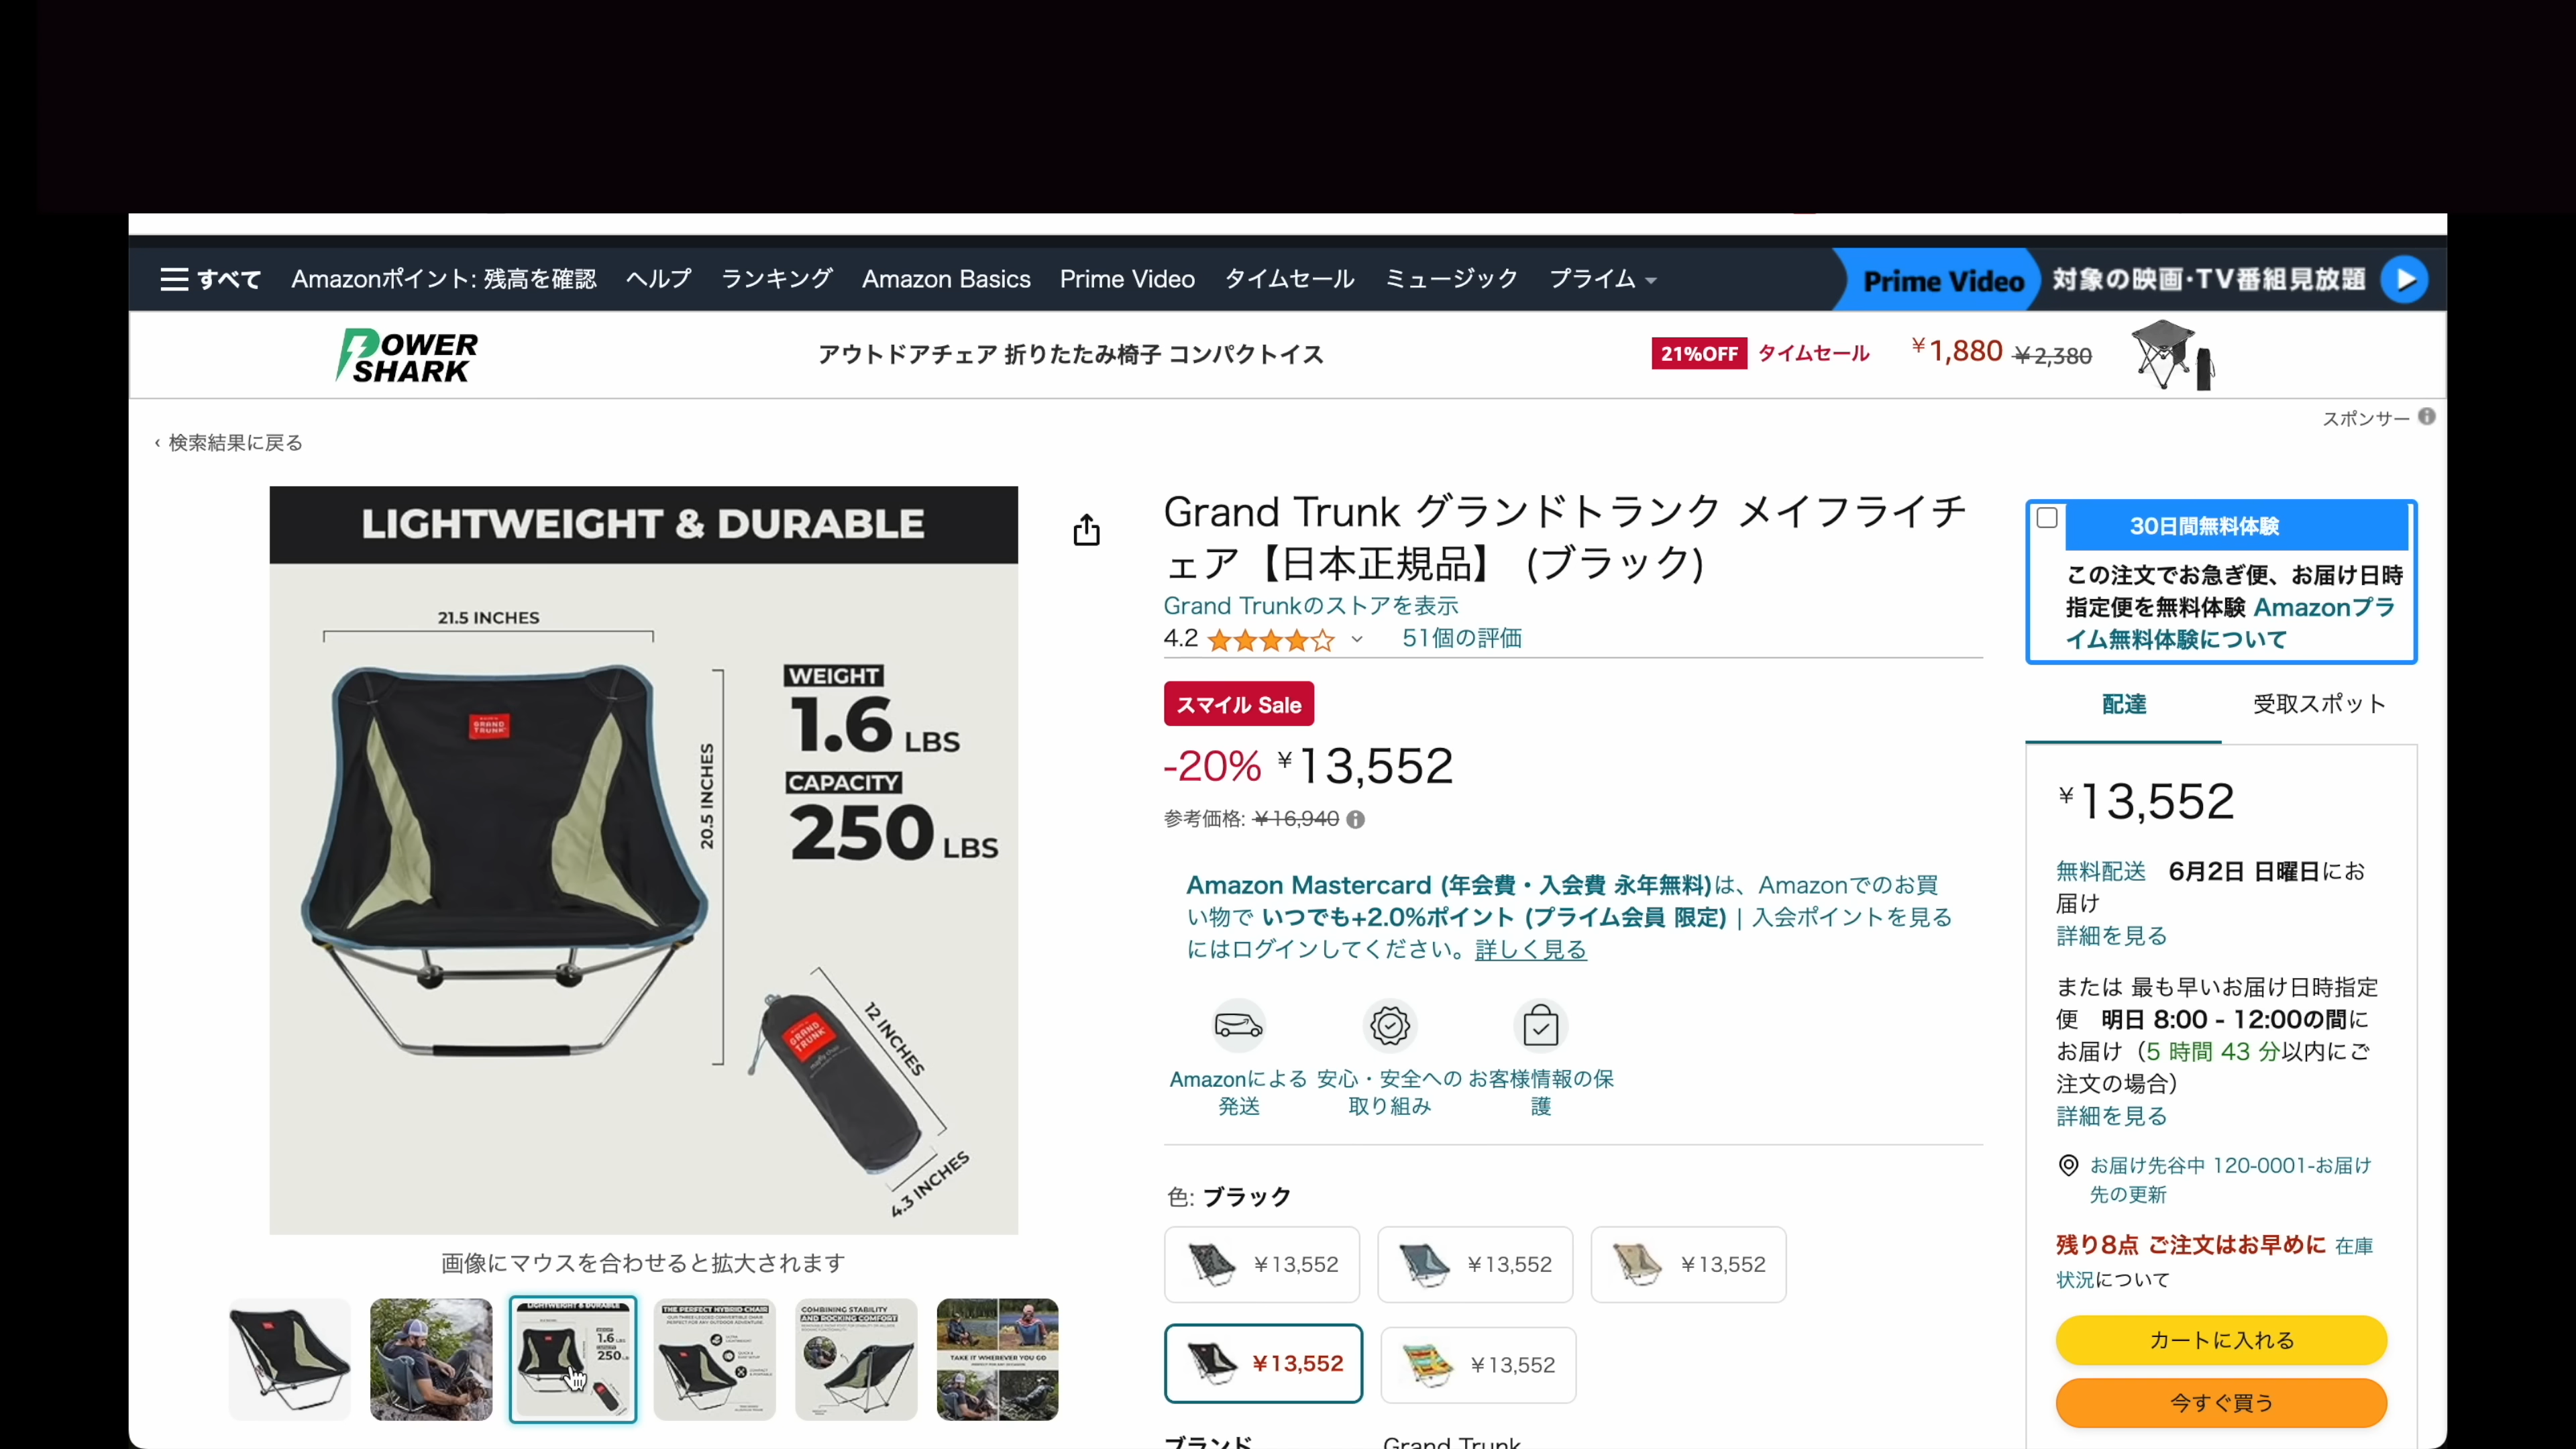 すべて Amazonポイント: 残高を確認 ヘルプ ランキング Amazon Basics Prime Video タイムセール ミュージック プライム Prime Video 対象の映画・TV番組見放題
POWER
SHARK
アウトドアチェア 折りたたみ椅子 コンパクトイス
21%OFF タイムセール ¥1,880 ¥2,380
スポンサー
‹ 検索結果に戻る
LIGHTWEIGHT & DURABLE
21.5 INCHES
20.5 INCHES
WEIGHT
1.6 LBS
CAPACITY
250 LBS
GRAND
TRUNK
GRAND
TRUNK
12 INCHES
4.3 INCHES
画像にマウスを合わせると拡大されます
LIGHTWEIGHT & DURABLE
1.6 LBS
250
THE PERFECT HYBRID CHAIR
COMBINING STABILITY
AND ROCKING COMFORT
TAKE IT WHEREVER YOU GO
Grand Trunk グランドトランク メイフライチ
ェア【日本正規品】 (ブラック)
Grand Trunkのストアを表示
4.2 51個の評価
スマイル Sale
-20% ¥13,552
参考価格: ¥16,940
Amazon Mastercard (年会費・入会費 永年無料)は、Amazonでのお買
い物で いつでも+2.0%ポイント (プライム会員 限定) | 入会ポイントを見る
にはログインしてください。詳しく見る
Amazonによる
発送
安心・安全への
取り組み
お客様情報の保
護
色: ブラック
¥13,552
¥13,552
¥13,552
¥13,552
¥13,552
ブランド Grand Trunk
30日間無料体験
この注文でお急ぎ便、お届け日時
指定便を無料体験 Amazonプラ
イム無料体験について
配達 受取スポット
¥13,552
無料配送 6月2日 日曜日にお
届け
詳細を見る
または 最も早いお届け日時指定
便 明日 8:00 - 12:00の間に
お届け（5 時間 43 分以内にご
注文の場合）
詳細を見る
お届け先谷中 120-0001-お届け
先の更新
残り8点 ご注文はお早めに 在庫
状況について
カートに入れる
今すぐ買う